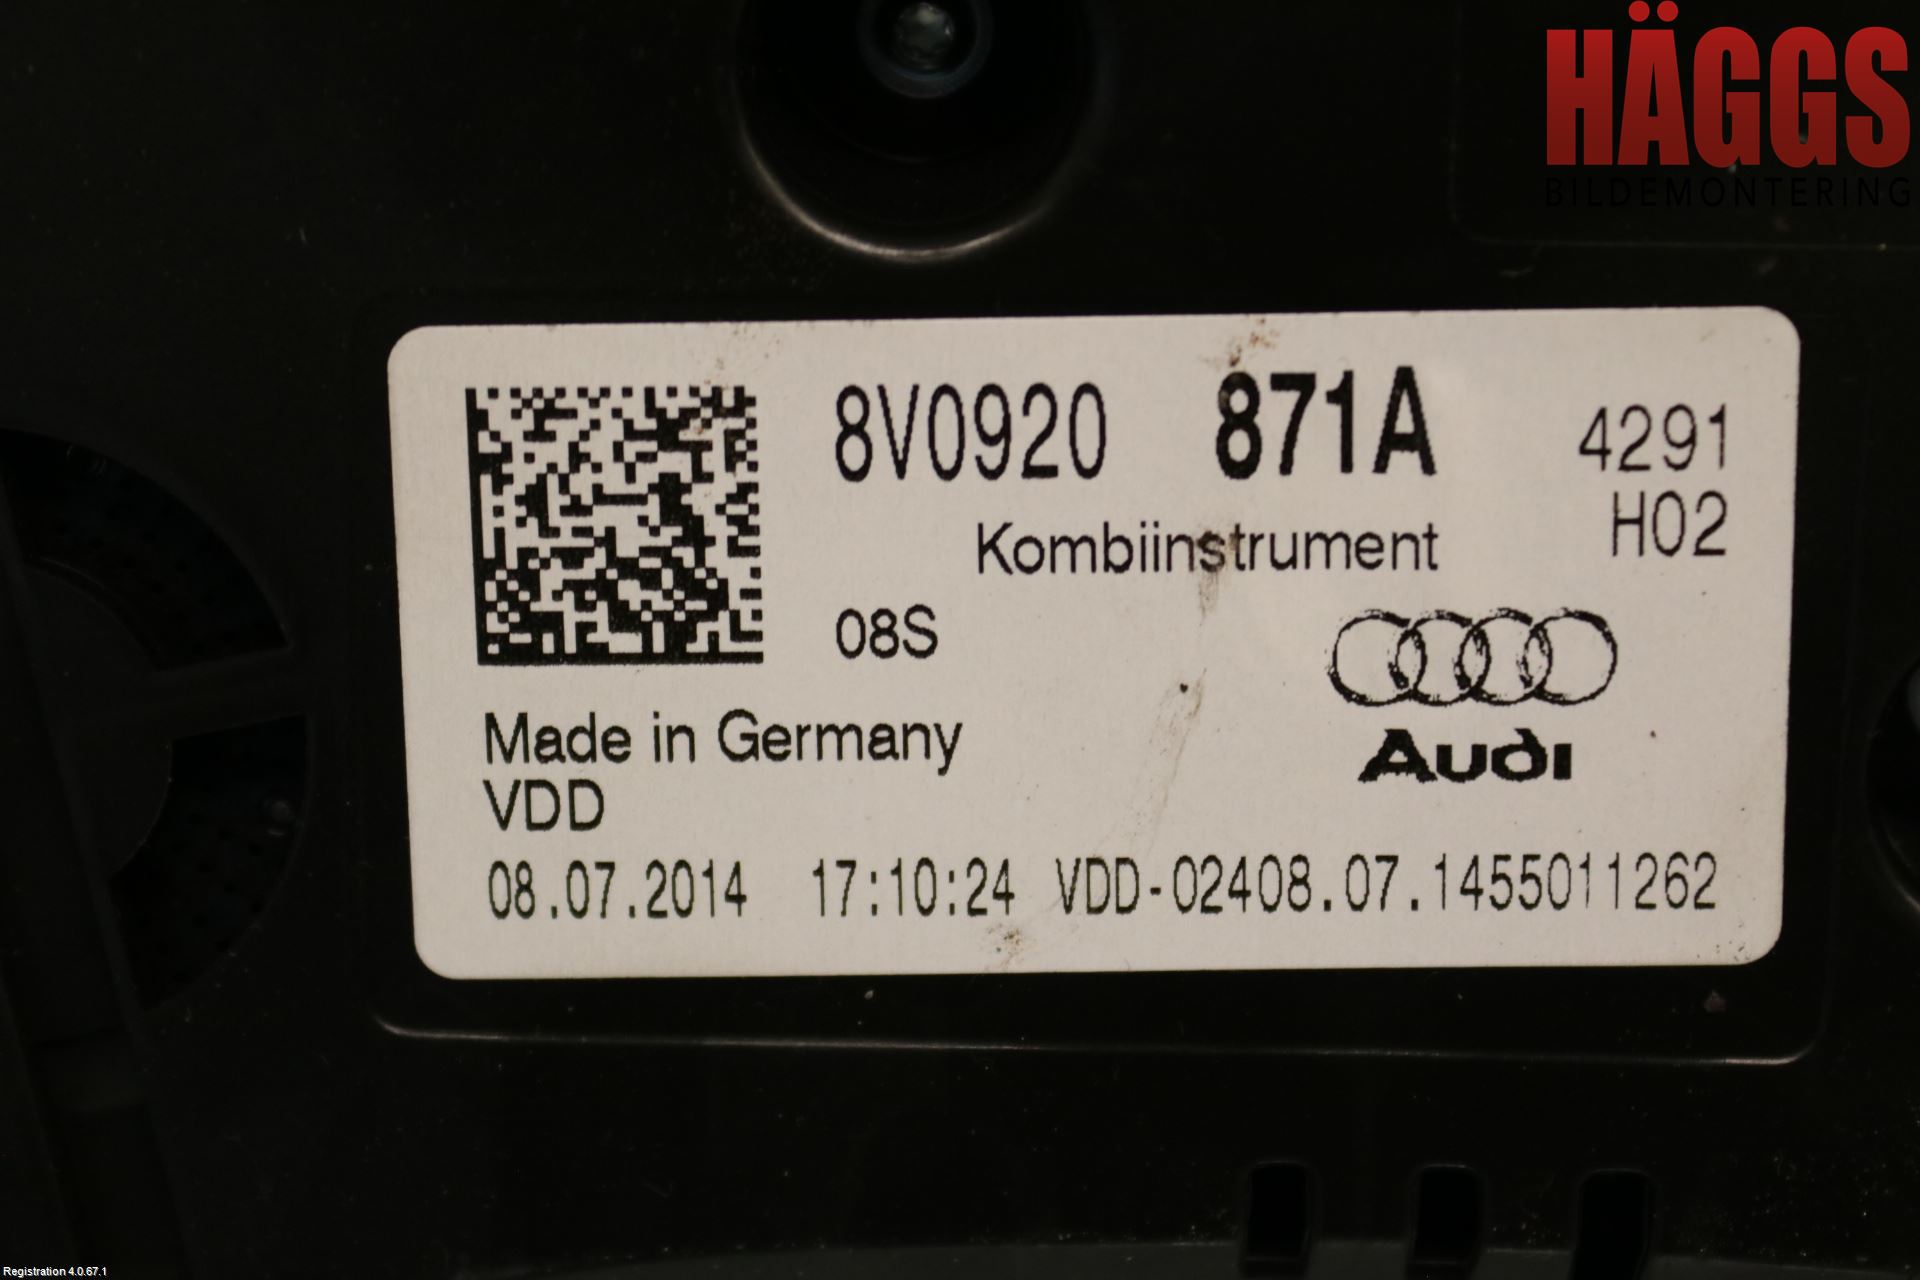 HÄGGS
BILDEMONTERING
8V0920 871A 4291
H02
Kombiinstrument
08S
Audi
Made in Germany
VDD
08.07.2014 17:10:24 VDD-02408.07.1455011262
Registration 4.0.67.1